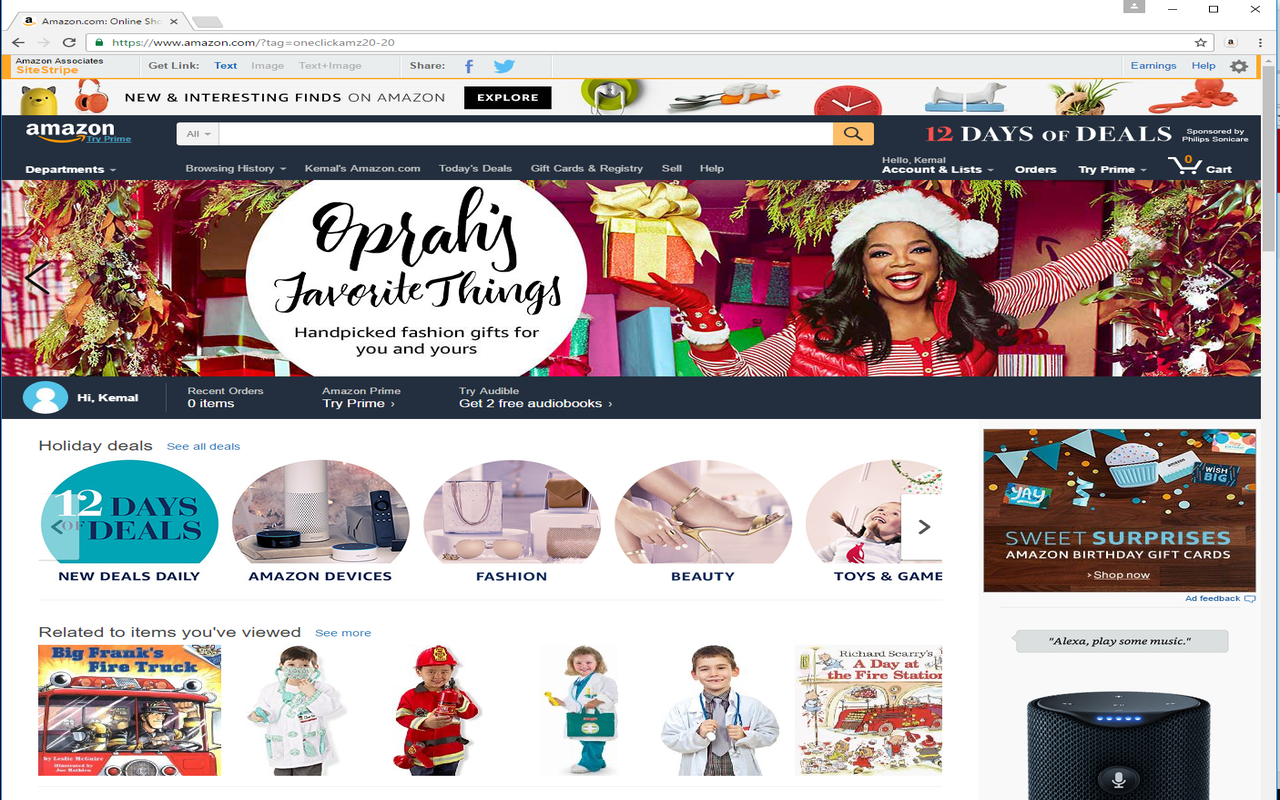 Amazon.com: Online Sho
https://www.amazon.com/?tag=oneclickamz20-20
Amazon Associates
SiteStripe
Get Link: Text Image Text+Image Share:
Earnings Help
NEW & INTERESTING FINDS ON AMAZON EXPLORE
amazon
Try Prime
All
12 DAYS OF DEALS
Sponsored by
Philips Sonicare
Departments
Browsing History Kemal's Amazon.com Today's Deals Gift Cards & Registry Sell Help
Hello, Kemal
Account & Lists Orders Try Prime 0 Cart
Oprah's
Favorite Things
Handpicked fashion gifts for
you and yours
Hi, Kemal
Recent Orders
0 items
Amazon Prime
Try Prime ›
Try Audible
Get 2 free audiobooks ›
Holiday deals See all deals
12 DAYS
OF DEALS
NEW DEALS DAILY
AMAZON DEVICES
FASHION
BEAUTY
TOYS & GAME
YAY
WISH
BIG
SWEET SURPRISES
AMAZON BIRTHDAY GIFT CARDS
› Shop now
Ad feedback
Related to items you've viewed See more
Big Frank's
Fire Truck
by Leslie McGuire
Illustrated by
Joe Mathieu
Richard Scarry's
A Day at
the Fire Station
"Alexa, play some music."